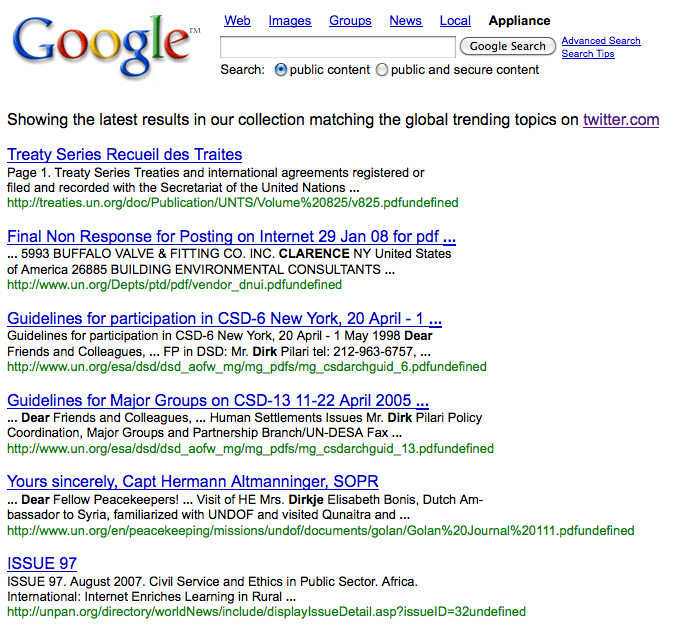 Google™
Web Images Groups News Local Appliance
Google Search
Advanced Search
Search Tips
Search: public content public and secure content
Showing the latest results in our collection matching the global trending topics on twitter.com
Treaty Series Recueil des Traites
Page 1. Treaty Series Treaties and international agreements registered or
filed and recorded with the Secretariat of the United Nations ...
http://treaties.un.org/doc/Publication/UNTS/Volume%20825/v825.pdfundefined
Final Non Response for Posting on Internet 29 Jan 08 for pdf ...
... 5993 BUFFALO VALVE & FITTING CO. INC. CLARENCE NY United States
of America 26885 BUILDING ENVIRONMENTAL CONSULTANTS ...
http://www.un.org/Depts/ptd/pdf/vendor_dnui.pdfundefined
Guidelines for participation in CSD-6 New York, 20 April - 1 ...
Guidelines for participation in CSD-6 New York, 20 April - 1 May 1998 Dear
Friends and Colleagues, ... FP in DSD: Mr. Dirk Pilari tel: 212-963-6757, ...
http://www.un.org/esa/dsd/dsd_aofw_mg/mg_pdfs/mg_csdarchguid_6.pdfundefined
Guidelines for Major Groups on CSD-13 11-22 April 2005 ...
... Dear Friends and Colleagues, ... Human Settlements Issues Mr. Dirk Pilari Policy
Coordination, Major Groups and Partnership Branch/UN-DESA Fax ...
http://www.un.org/esa/dsd/dsd_aofw_mg/mg_pdfs/mg_csdarchguid_13.pdfundefined
Yours sincerely, Capt Hermann Altmanninger, SOPR
... Dear Fellow Peacekeepers! ... Visit of HE Mrs. Dirkje Elisabeth Bonis, Dutch Am-
bassador to Syria, familiarized with UNDOF and visited Qunaitra and ...
http://www.un.org/en/peacekeeping/missions/undof/documents/golan/Golan%20Journal%20111.pdfundefined
ISSUE 97
ISSUE 97. August 2007. Civil Service and Ethics in Public Sector. Africa.
International: Internet Enriches Learning in Rural ...
http://unpan.org/directory/worldNews/include/displayIssueDetail.asp?issueID=32undefined